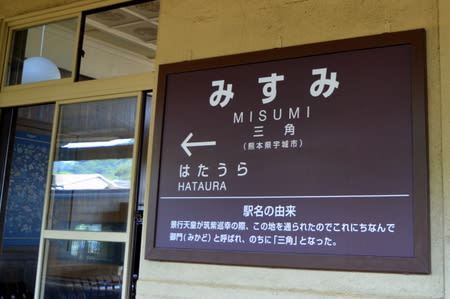 みすみ
MISUMI
三角
(熊本県宇城市)
←
はたうら
HATAURA
駅名の由来
景行天皇が筑紫巡幸の際、この地を通られたのでこれにちなんで
御門(みかど)と呼ばれ、のちに「三角」となった。